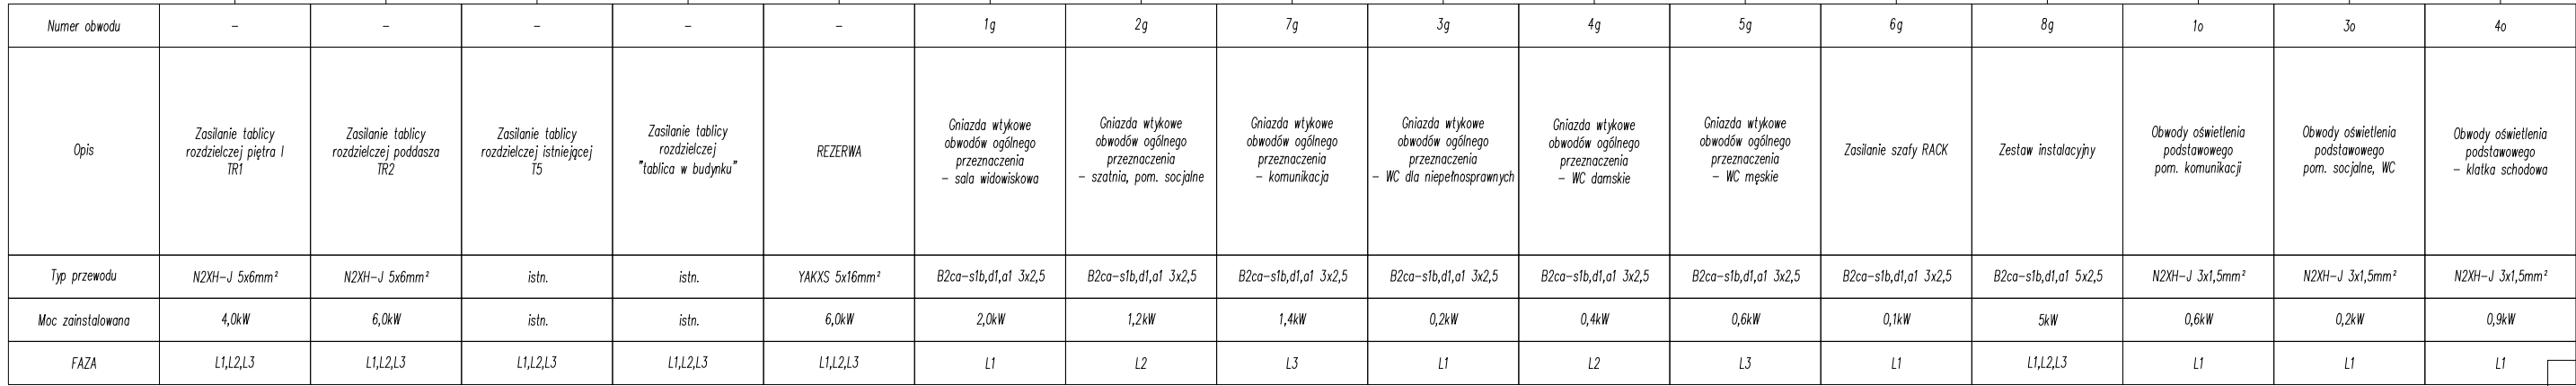 Numer obwodu - - - - - 1g 2g 7g 3g 4g 5g 6g 8g 1o 3o 4o
Opis
Zasilanie tablicy
rozdzielczej piętra I
TR1
Zasilanie tablicy
rozdzielczej poddasza
TR2
Zasilanie tablicy
rozdzielczej istniejącej
T5
Zasilanie tablicy
rozdzielczej
"tablica w budynku"
REZERWA
Gniazda wtykowe
obwodów ogólnego
przeznaczenia
- sala widowiskowa
Gniazda wtykowe
obwodów ogólnego
przeznaczenia
- szatnia, pom. socjalne
Gniazda wtykowe
obwodów ogólnego
przeznaczenia
- komunikacja
Gniazda wtykowe
obwodów ogólnego
przeznaczenia
- WC dla niepełnosprawnych
Gniazda wtykowe
obwodów ogólnego
przeznaczenia
- WC damskie
Gniazda wtykowe
obwodów ogólnego
przeznaczenia
- WC męskie
Zasilanie szafy RACK
Zestaw instalacyjny
Obwody oświetlenia
podstawowego
pom. komunikacji
Obwody oświetlenia
podstawowego
pom. socjalne, WC
Obwody oświetlenia
podstawowego
- klatka schodowa
Typ przewodu N2XH-J 5x6mm² N2XH-J 5x6mm² istn. istn. YAKXS 5x16mm² B2ca-s1b,d1,a1 3x2,5 B2ca-s1b,d1,a1 3x2,5 B2ca-s1b,d1,a1 3x2,5 B2ca-s1b,d1,a1 3x2,5 B2ca-s1b,d1,a1 3x2,5 B2ca-s1b,d1,a1 3x2,5 B2ca-s1b,d1,a1 3x2,5 B2ca-s1b,d1,a1 5x2,5 N2XH-J 3x1,5mm² N2XH-J 3x1,5mm² N2XH-J 3x1,5mm²
Moc zainstalowana 4,0kW 6,0kW istn. istn. 6,0kW 2,0kW 1,2kW 1,4kW 0,2kW 0,4kW 0,6kW 0,1kW 5kW 0,6kW 0,2kW 0,9kW
FAZA L1,L2,L3 L1,L2,L3 L1,L2,L3 L1,L2,L3 L1,L2,L3 L1 L2 L3 L1 L2 L3 L1 L1,L2,L3 L1 L1 L1